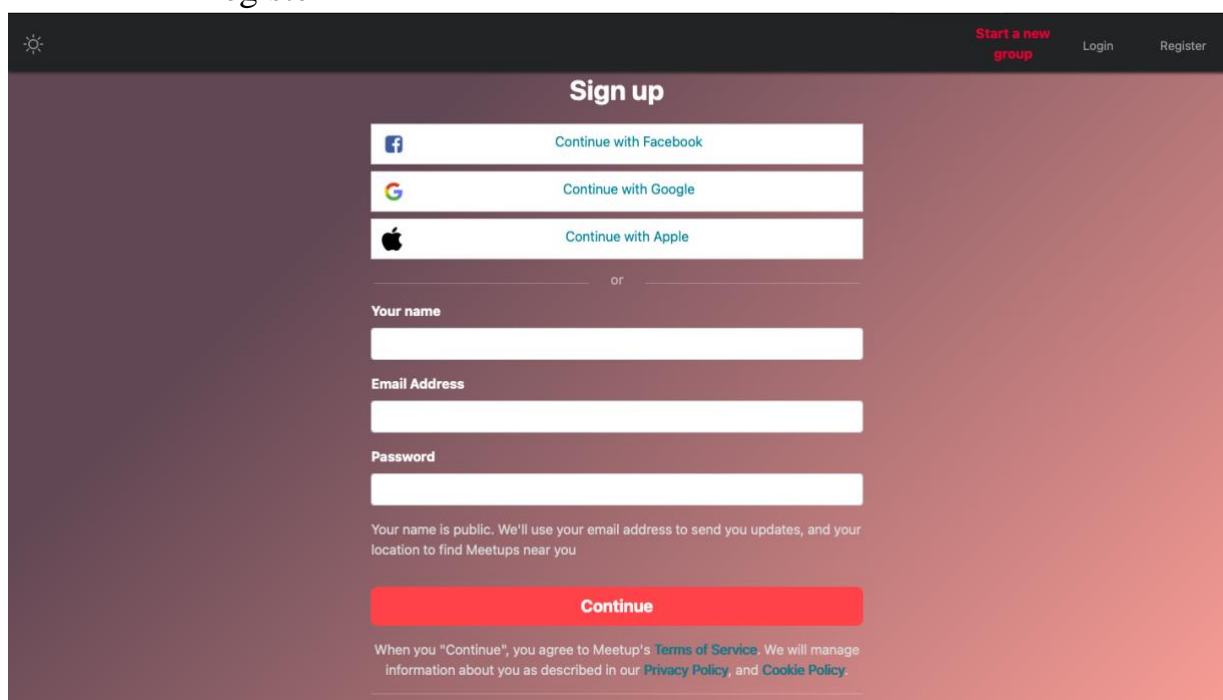 Start a new
group
Login
Register
Sign up
Continue with Facebook
Continue with Google
Continue with Apple
or
Your name
Email Address
Password
Your name is public. We'll use your email address to send you updates, and your
location to find Meetups near you
Continue
When you "Continue", you agree to Meetup's Terms of Service. We will manage
information about you as described in our Privacy Policy, and Cookie Policy.